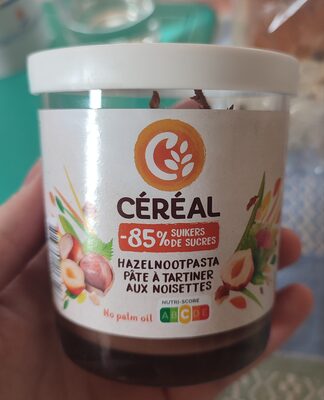 CÉRÉAL
-85% SUIKERS
DE SUCRES
HAZELNOOTPASTA
PÂTE À TARTINER
AUX NOISETTES
NUTRI-SCORE
A B C D E
No palm oil